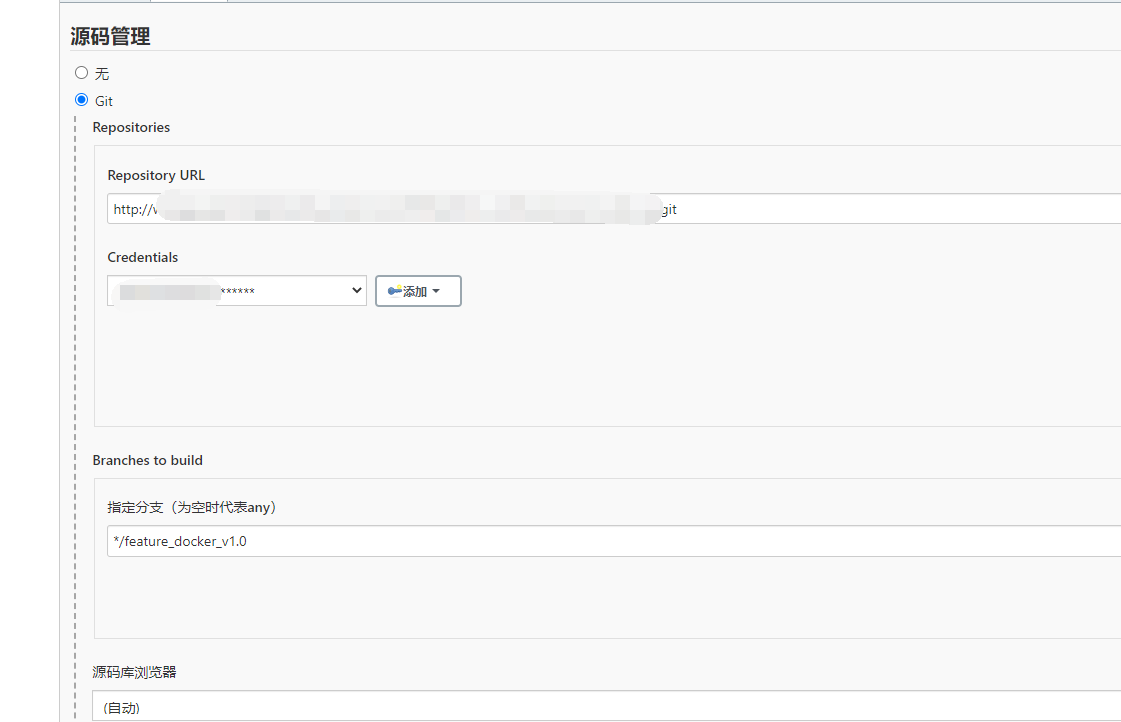 源码管理
无
Git
Repositories
Repository URL
http://
git
Credentials
******
添加
Branches to build
指定分支（为空时代表any）
*/feature_docker_v1.0
源码库浏览器
(自动)